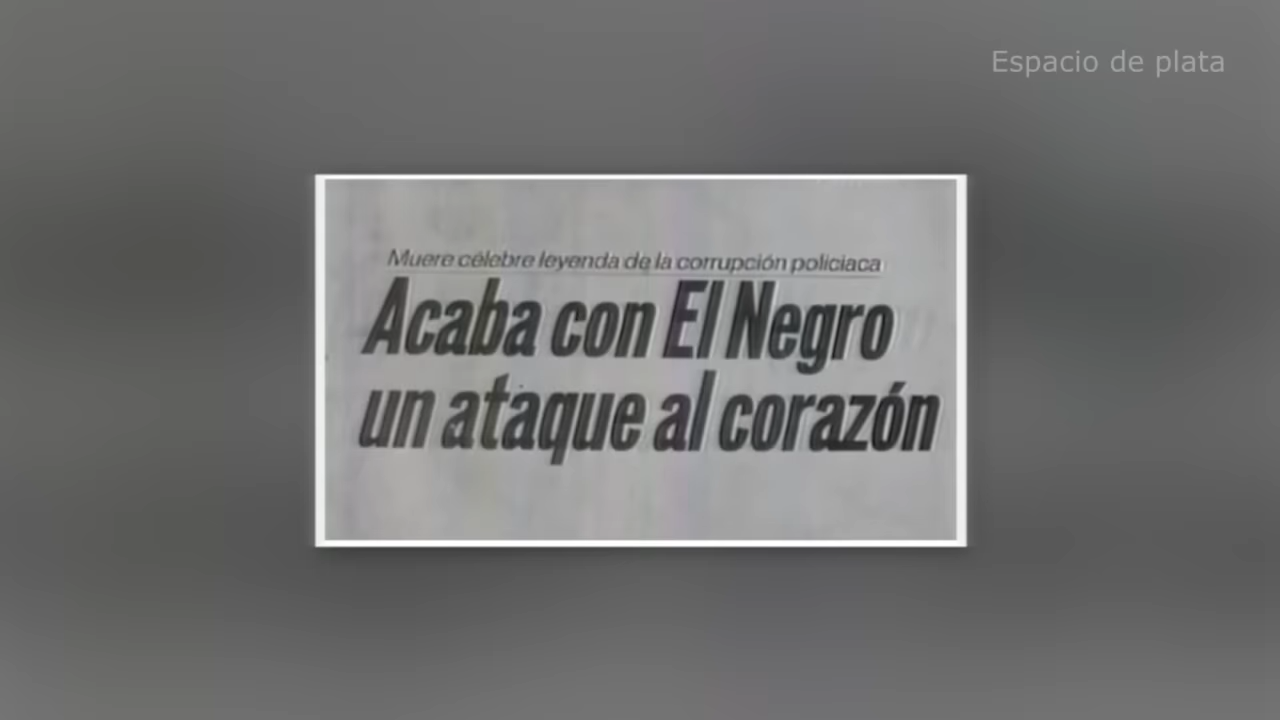 Espacio de plata
Muere célebre leyenda de la corrupción policiaca
Acaba con El Negro
un ataque al corazón